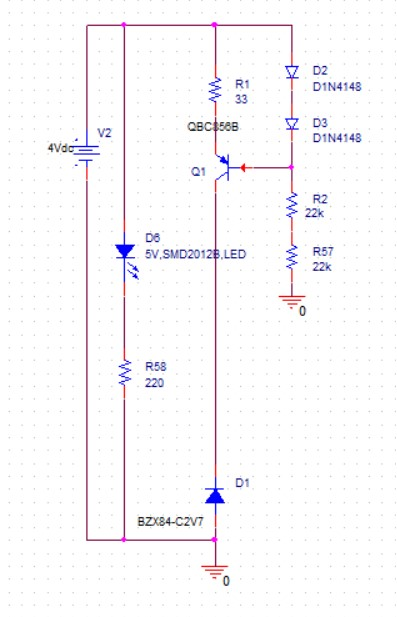 D2
D1N4148
R1
33
QBC856B
D3
D1N4148
V2
4Vdc
Q1
R2
22k
D6
5V,SMD2012B,LED
R57
22k
0
R58
220
D1
BZX84-C2V7
0